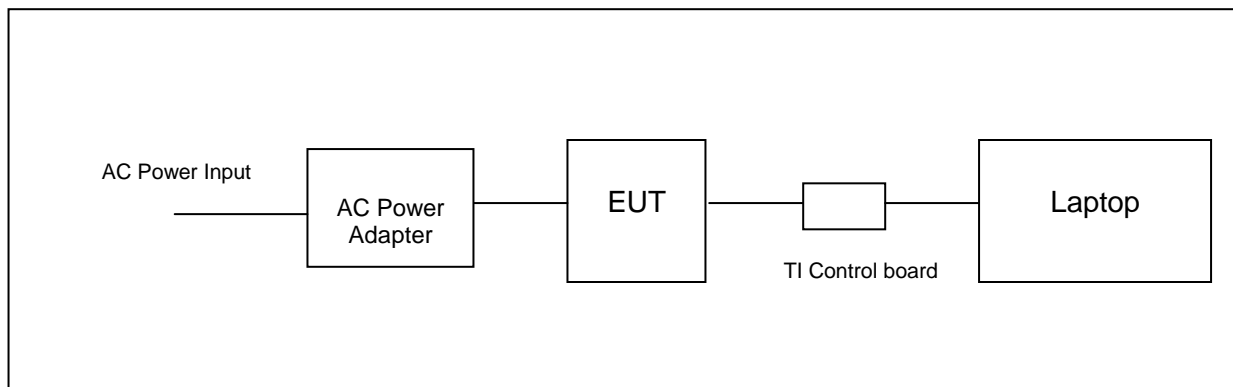 AC Power Input
AC Power
Adapter
EUT
TI Control board
Laptop